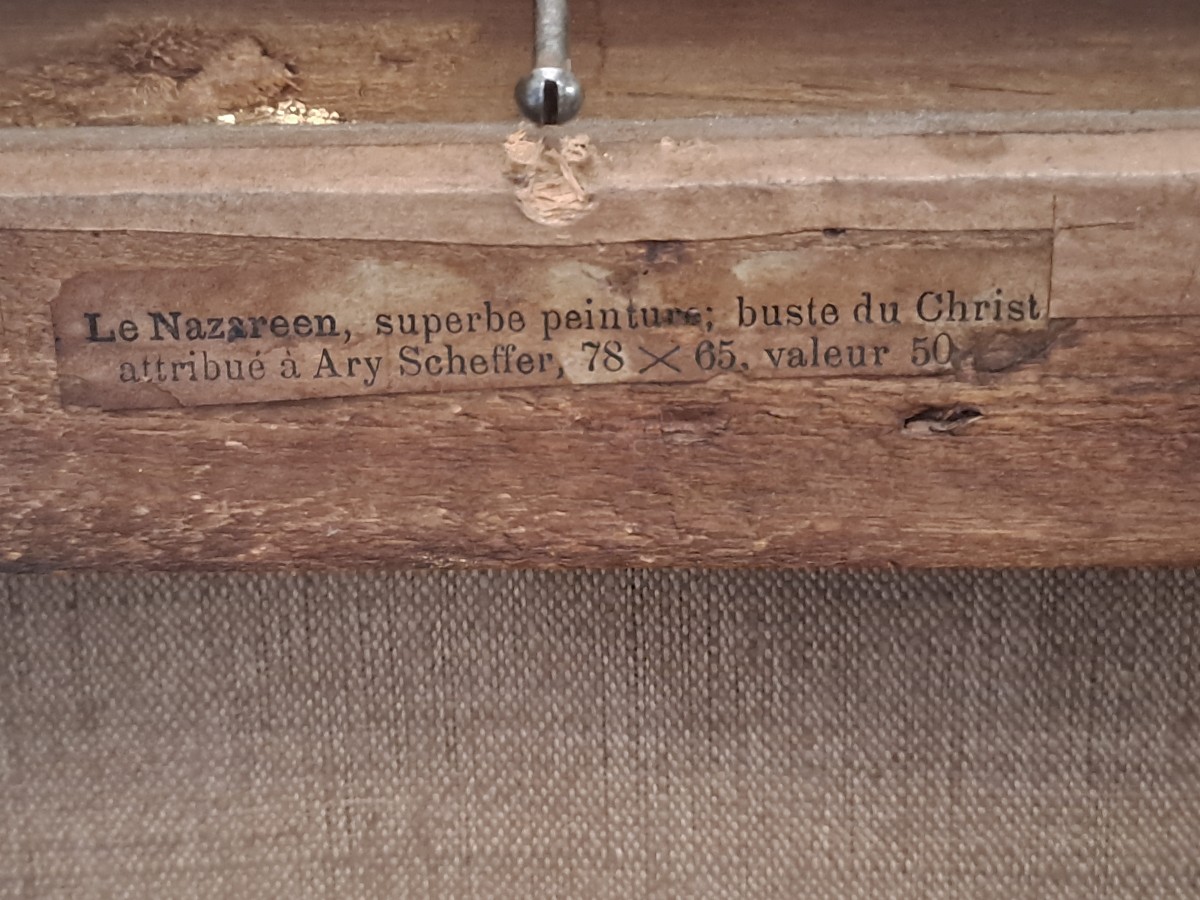 Le Nazareen, superbe peinture; buste du Christ
attribué à Ary Scheffer, 78 × 65, valeur 50